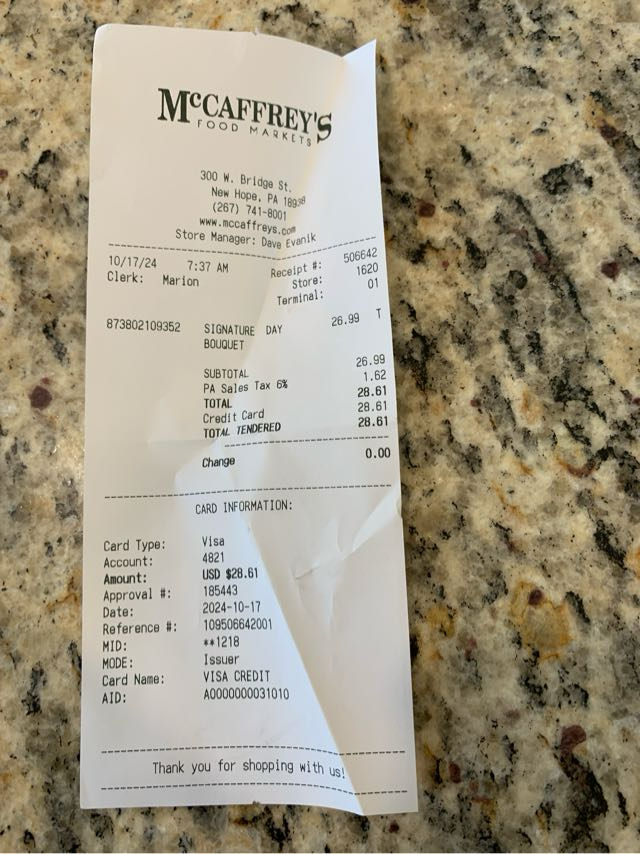 McCAFFREY'S
FOOD MARKETS
300 W. Bridge St.
New Hope, PA 18938
(267) 741-8001
www.mccaffreys.com
Store Manager: Dave Evanik
10/17/24 7:37 AM Receipt #: 506642
Clerk: Marion Store: 1620
Terminal: 01
873802109352 SIGNATURE DAY 26.99 T
BOUQUET
SUBTOTAL 26.99
PA Sales Tax 6% 1.62
TOTAL 28.61
Credit Card 28.61
TOTAL TENDERED 28.61
Change 0.00
CARD INFORMATION:
Card Type: Visa
Account: 4821
Amount: USD $28.61
Approval #: 185443
Date: 2024-10-17
Reference #: 109506642001
MID: **1218
MODE: Issuer
Card Name: VISA CREDIT
AID: A0000000031010
Thank you for shopping with us!